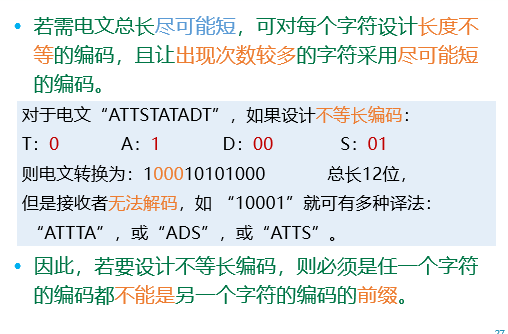 • 若需电文总长尽可能短，可对每个字符设计长度不
等的编码，且让出现次数较多的字符采用尽可能短
的编码。
对于电文“ATTSTATADT”，如果设计不等长编码：
T：0 A：1 D：00 S：01
则电文转换为：100010101000 总长12位，
但是接收者无法解码，如 “10001”就可有多种译法：
“ATTTA”，或“ADS”，或“ATTS”。
• 因此，若要设计不等长编码，则必须是任一个字符
的编码都不能是另一个字符的编码的前缀。
27